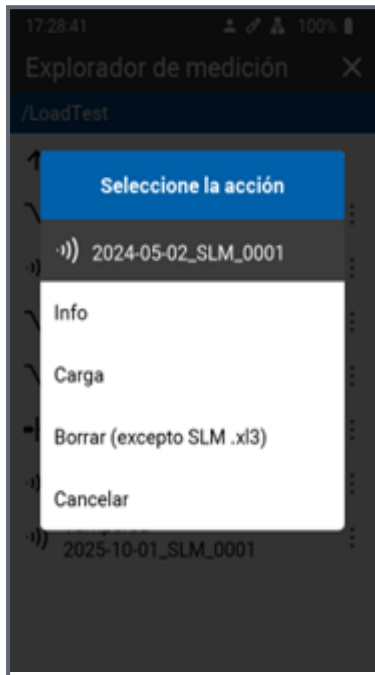 17:28:41 100%
Explorador de medición
/LoadTest
Seleccione la acción
2024-05-02_SLM_0001
Info
Carga
Borrar (excepto SLM .xl3)
Cancelar
2025-10-01_SLM_0001